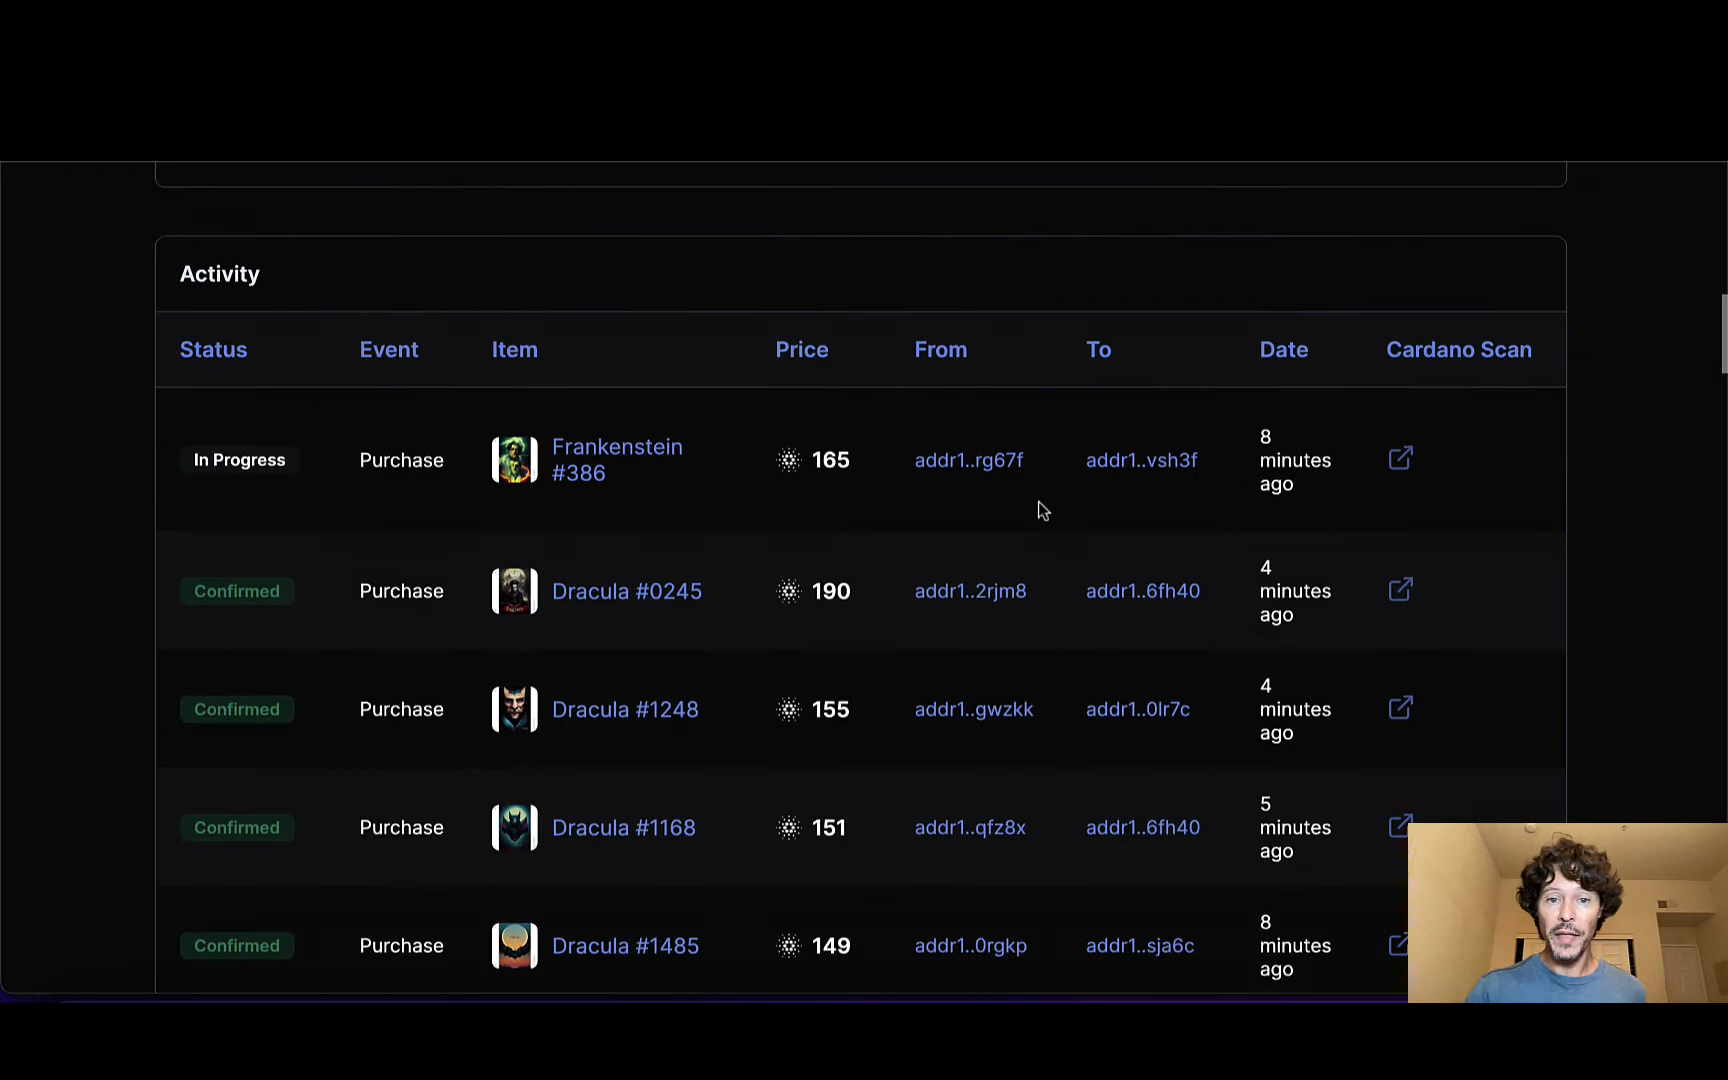 Activity
Status Event Item Price From To Date Cardano Scan
In Progress Purchase Frankenstein #386 165 addr1..rg67f addr1..vsh3f 8 minutes ago
Confirmed Purchase Dracula #0245 190 addr1..2rjm8 addr1..6fh40 4 minutes ago
Confirmed Purchase Dracula #1248 155 addr1..gwzkk addr1..0lr7c 4 minutes ago
Confirmed Purchase Dracula #1168 151 addr1..qfz8x addr1..6fh40 5 minutes ago
Confirmed Purchase Dracula #1485 149 addr1..0rgkp addr1..sja6c 8 minutes ago